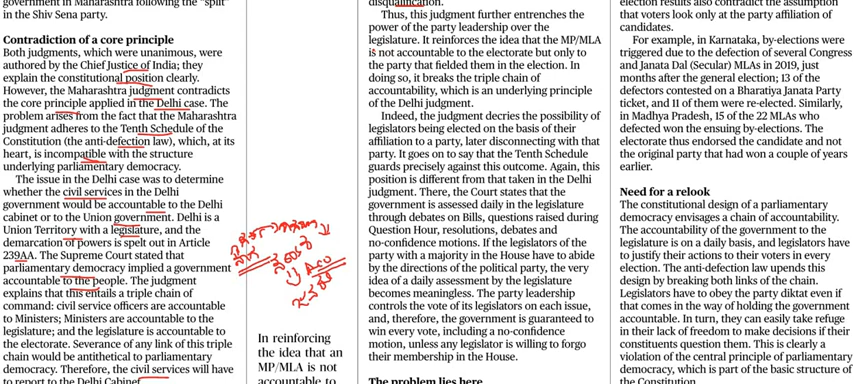 government in Maharashtra following the "split"
in the Shiv Sena party.
Contradiction of a core principle
Both judgments, which were unanimous, were
authored by the Chief Justice of India; they
explain the constitutional position clearly.
However, the Maharashtra judgment contradicts
the core principle applied in the Delhi case. The
problem arises from the fact that the Maharashtra
judgment adheres to the Tenth Schedule of the
Constitution (the anti-defection law), which, at its
heart, is incompatible with the structure
underlying parliamentary democracy.
The issue in the Delhi case was to determine
whether the civil services in the Delhi
government would be accountable to the Delhi
cabinet or to the Union government. Delhi is a
Union Territory with a legislature, and the
demarcation of powers is spelt out in Article
239AA. The Supreme Court stated that
parliamentary democracy implied a government
accountable to the people. The judgment
explains that this entails a triple chain of
command: civil service officers are accountable
to Ministers; Ministers are accountable to the
legislature; and the legislature is accountable to
the electorate. Severance of any link of this triple
chain would be antithetical to parliamentary
democracy. Therefore, the civil services will have
to report to the Delhi Cabinet
In reinforcing
the idea that an
MP/MLA is not
accountable to
disqualification.
Thus, this judgment further entrenches the
power of the party leadership over the
legislature. It reinforces the idea that the MP/MLA
is not accountable to the electorate but only to
the party that fielded them in the election. In
doing so, it breaks the triple chain of
accountability, which is an underlying principle
of the Delhi judgment.
Indeed, the judgment decries the possibility of
legislators being elected on the basis of their
affiliation to a party, later disconnecting with that
party. It goes on to say that the Tenth Schedule
guards precisely against this outcome. Again, this
position is different from that taken in the Delhi
judgment. There, the Court states that the
government is assessed daily in the legislature
through debates on Bills, questions raised during
Question Hour, resolutions, debates and
no-confidence motions. If the legislators of the
party with a majority in the House have to abide
by the directions of the political party, the very
idea of a daily assessment by the legislature
becomes meaningless. The party leadership
controls the vote of its legislators on each issue,
and, therefore, the government is guaranteed to
win every vote, including a no-confidence
motion, unless any legislator is willing to forgo
their membership in the House.
The problem lies here
election results also contradict the assumption
that voters look only at the party affiliation of
candidates.
For example, in Karnataka, by-elections were
triggered due to the defection of several Congress
and Janata Dal (Secular) MLAs in 2019, just
months after the general election; 13 of the
defectors contested on a Bharatiya Janata Party
ticket, and 11 of them were re-elected. Similarly,
in Madhya Pradesh, 15 of the 22 MLAs who
defected won the ensuing by-elections. The
electorate thus endorsed the candidate and not
the original party that had won a couple of years
earlier.
Need for a relook
The constitutional design of a parliamentary
democracy envisages a chain of accountability.
The accountability of the government to the
legislature is on a daily basis, and legislators have
to justify their actions to their voters in every
election. The anti-defection law upends this
design by breaking both links of the chain.
Legislators have to obey the party diktat even if
that comes in the way of holding the government
accountable. In turn, they can easily take refuge
in their lack of freedom to make decisions if their
constituents question them. This is clearly a
violation of the central principle of parliamentary
democracy, which is part of the basic structure of
the Constitution.